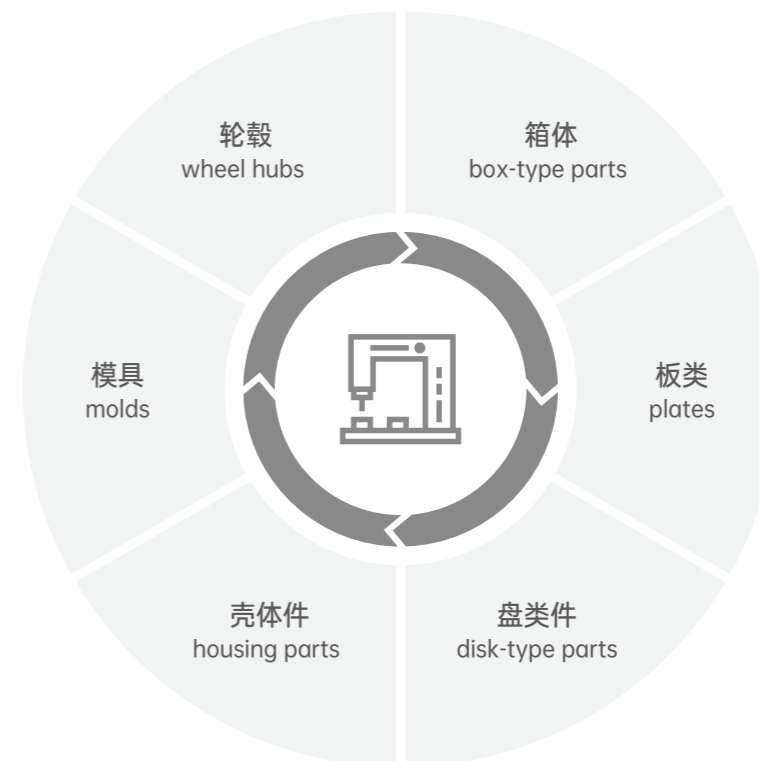 轮毂
wheel hubs
箱体
box-type parts
模具
molds
板类
plates
壳体件
housing parts
盘类件
disk-type parts